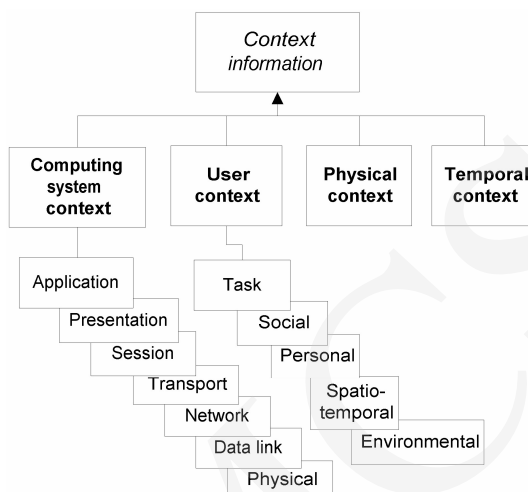 Context
information
Computing
system
context
User
context
Physical
context
Temporal
context
Application
Presentation
Session
Transport
Network
Data link
Physical
Task
Social
Personal
Spatio-
temporal
Environmental